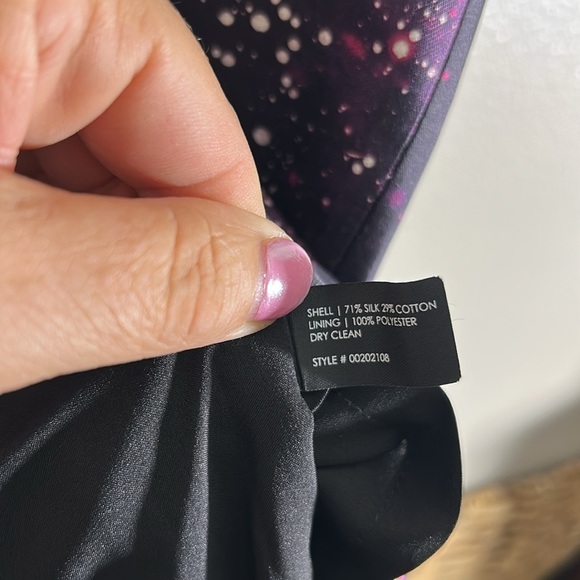 SHELL | 71% SILK 29% COTTON
LINING | 100% POLYESTER
DRY CLEAN
STYLE # 00202108